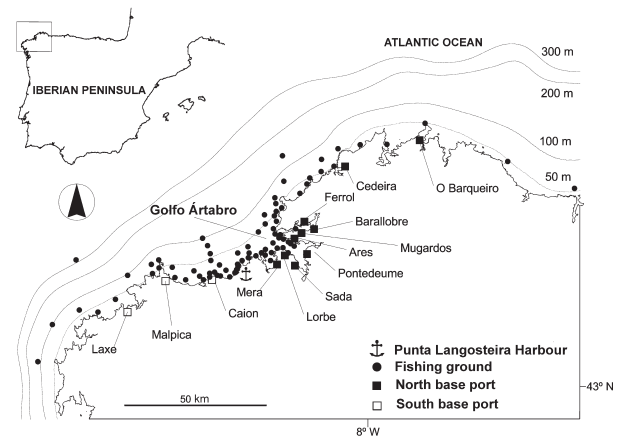 ATLANTIC OCEAN
300 m
200 m
IBERIAN PENINSULA
100 m
50 m
Cedeira
O Barqueiro
Ferrol
Golfo Ártabro
Barallobre
Mugardos
Ares
Pontedeume
Mera
Sada
Lorbe
Caion
Malpica
Laxe
Punta Langosteira Harbour
Fishing ground
North base port
South base port
50 km
43º N
8º W